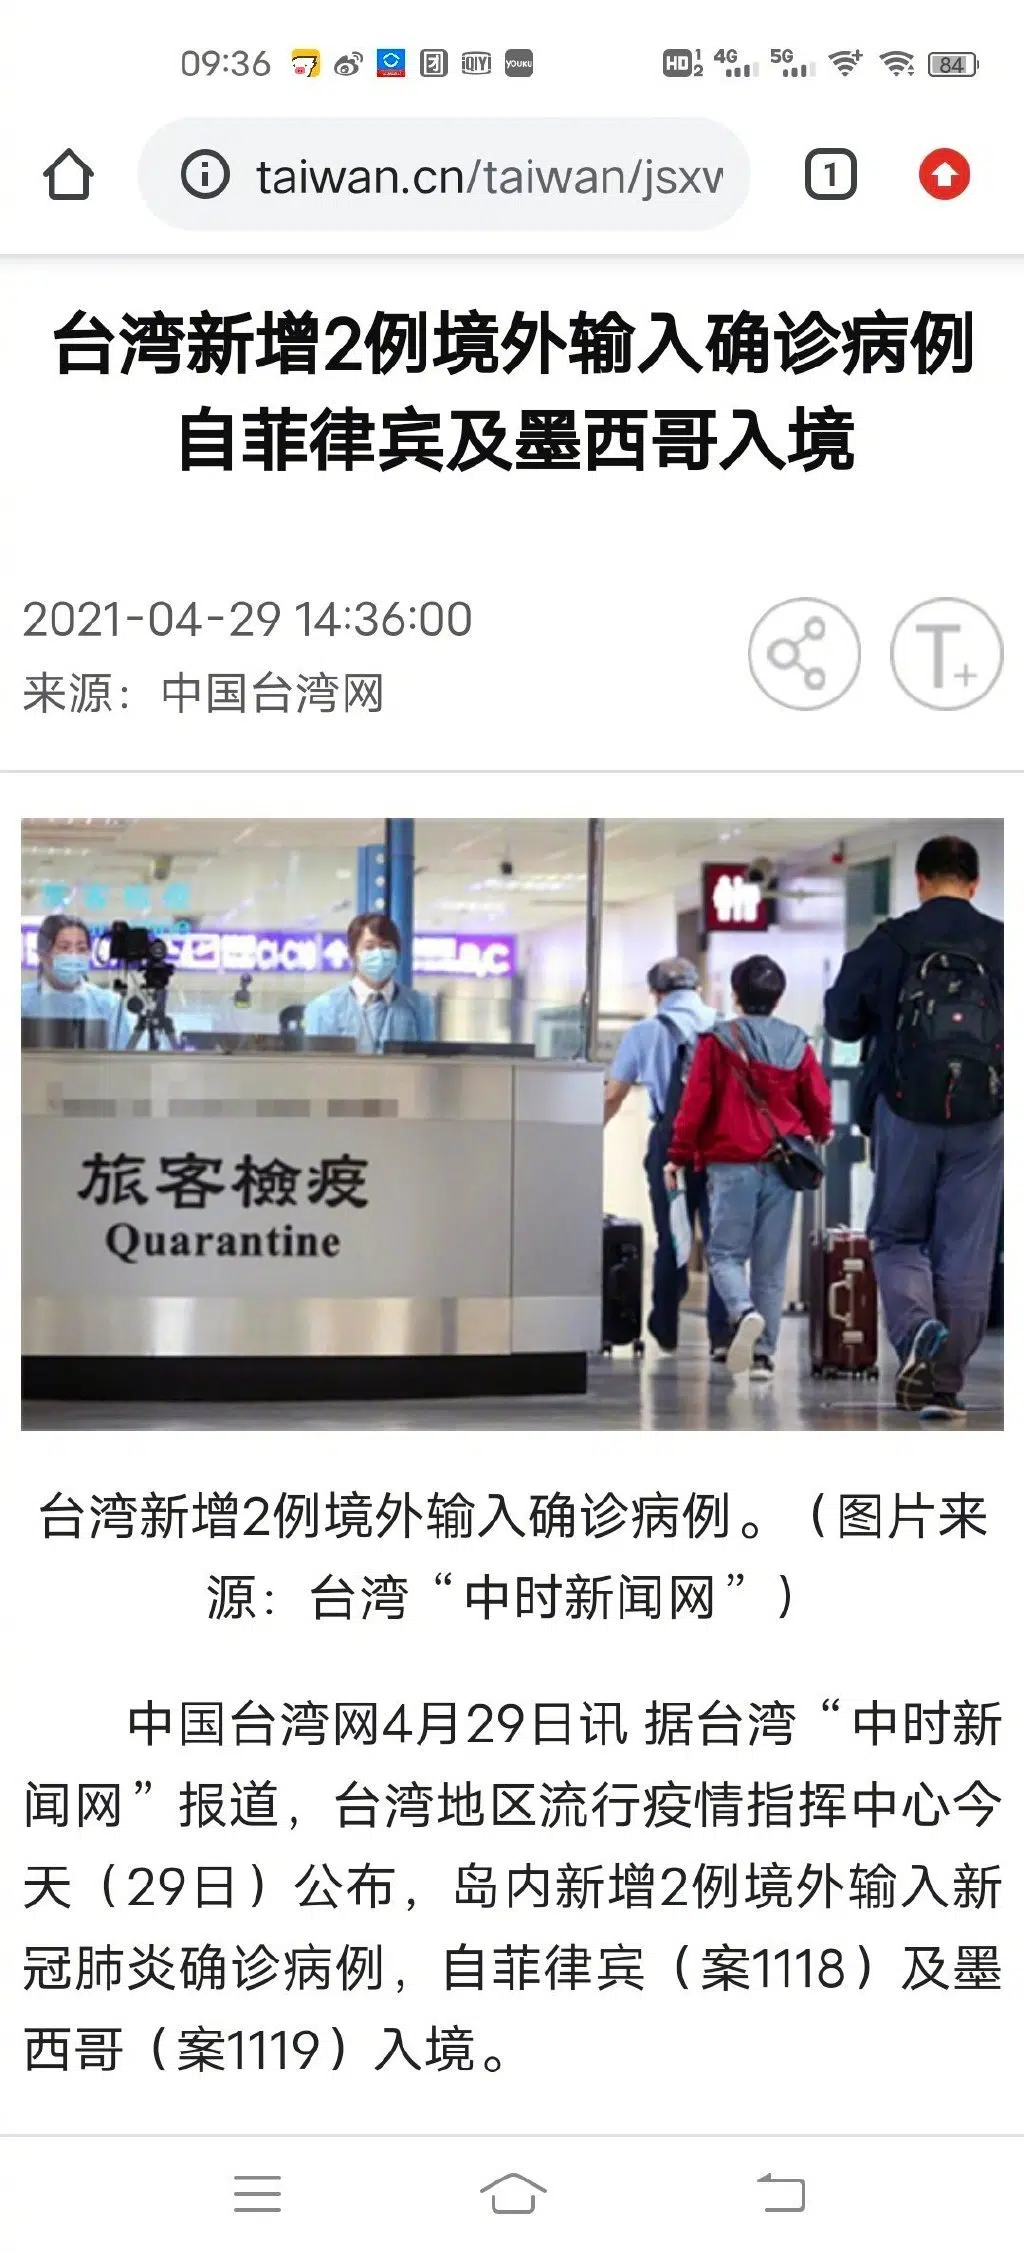 09:36
HD 1 2 4G 5G 84
taiwan.cn/taiwan/jsxw
1
台湾新增2例境外输入确诊病例
自菲律宾及墨西哥入境
2021-04-29 14:36:00
来源：中国台湾网
T+
旅客檢疫
Quarantine
台湾新增2例境外输入确诊病例。（图片来
源：台湾“中时新闻网”）
中国台湾网4月29日讯 据台湾“中时新
闻网”报道，台湾地区流行疫情指挥中心今
天（29日）公布，岛内新增2例境外输入新
冠肺炎确诊病例，自菲律宾（案1118）及墨
西哥（案1119）入境。